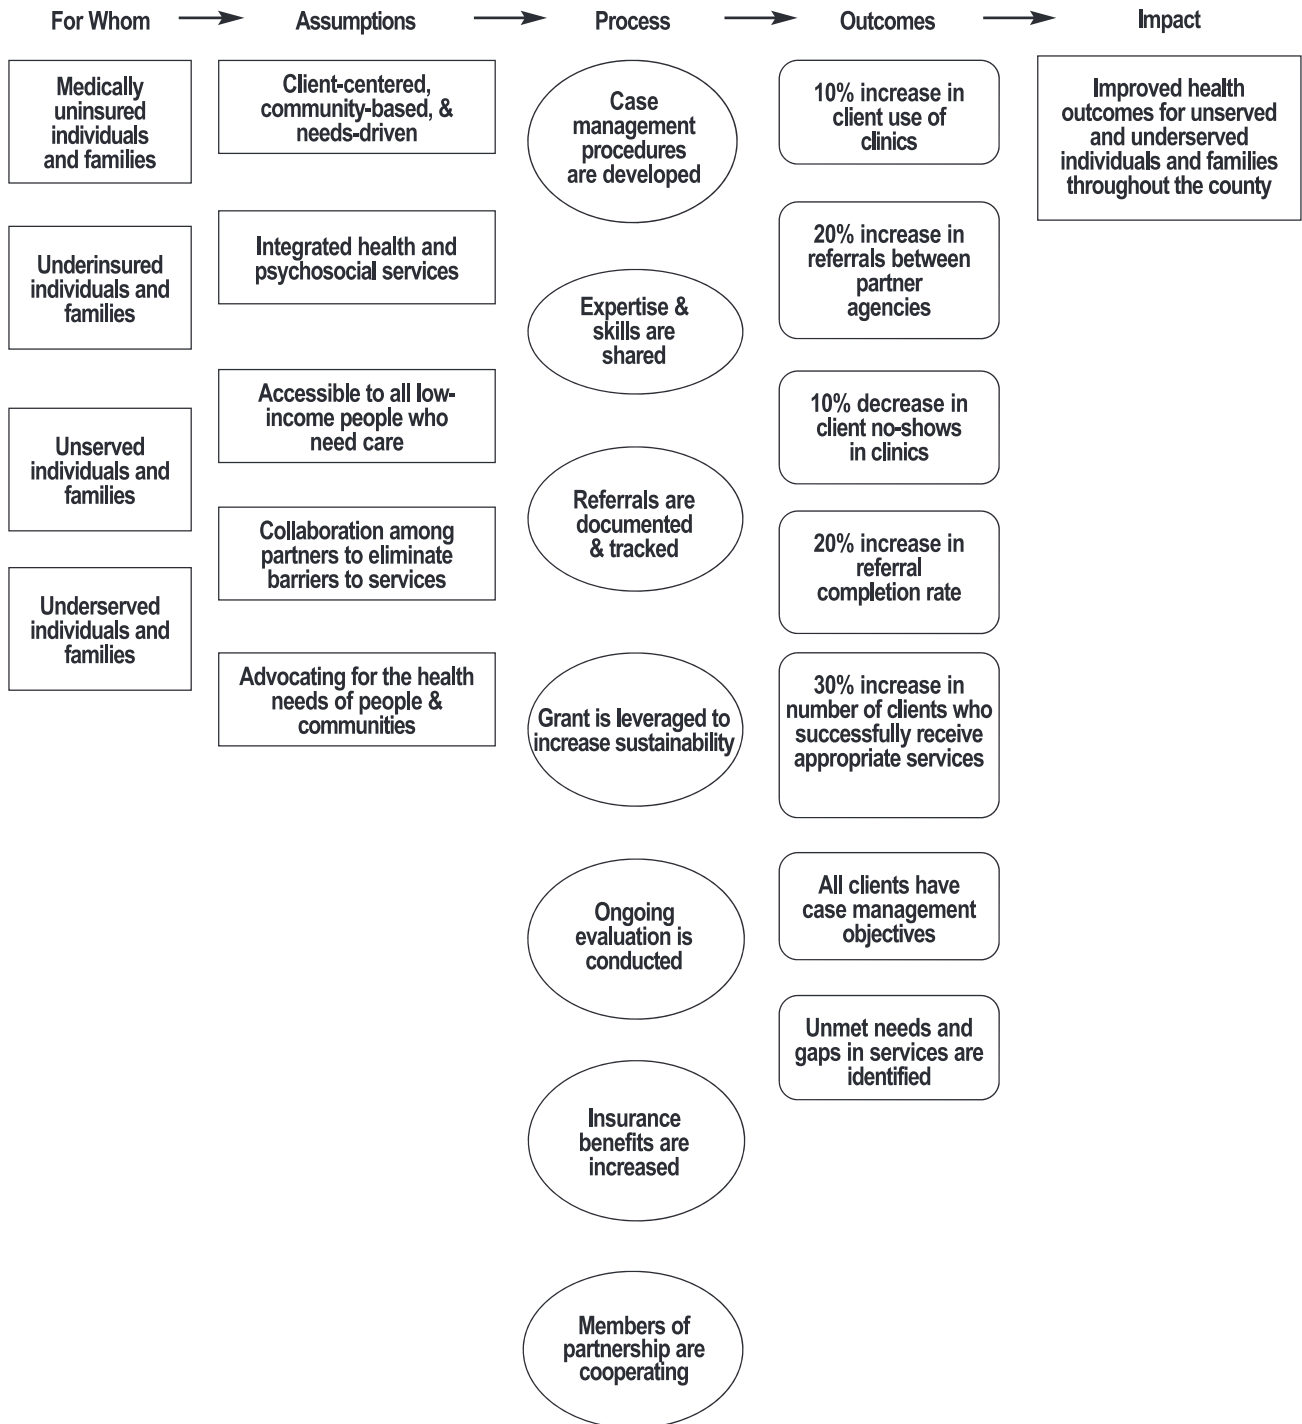 For Whom
Assumptions
Process
Outcomes
Impact
Medically
uninsured
individuals
and families
Underinsured
individuals and
families
Unserved
individuals and
families
Underserved
individuals and
families
Client-centered,
community-based, &
needs-driven
Integrated health and
psychosocial services
Accessible to all low-
income people who
need care
Collaboration among
partners to eliminate
barriers to services
Advocating for the health
needs of people &
communities
Case
management
procedures
are developed
Expertise &
skills are
shared
Referrals are
documented
& tracked
Grant is leveraged to
increase sustainability
Ongoing
evaluation is
conducted
Insurance
benefits are
increased
Members of
partnership are
cooperating
10% increase in
client use of
clinics
20% increase in
referrals between
partner
agencies
10% decrease in
client no-shows
in clinics
20% increase in
referral
completion rate
30% increase in
number of clients who
successfully receive
appropriate services
All clients have
case management
objectives
Unmet needs and
gaps in services are
identified
Improved health
outcomes for unserved
and underserved
individuals and families
throughout the county